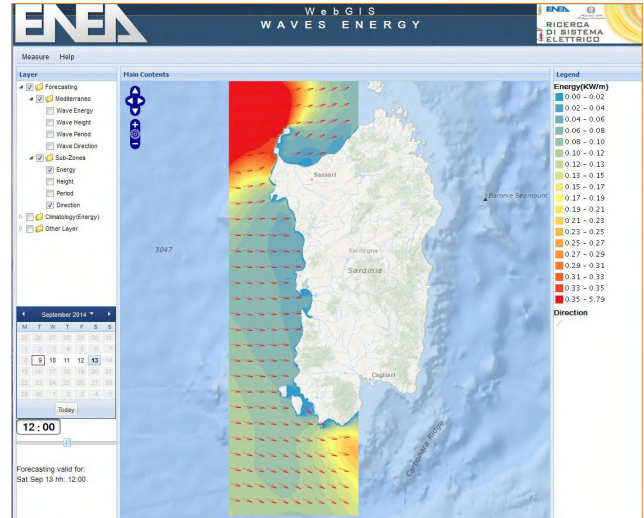 ENEA
WebGIS
WAVES ENERGY
ENEA
RICERCA
DI SISTEMA
ELETTRICO
Measure Help
Layer
Forecasting
Mediterraneo
Wave Energy
Wave Height
Wave Period
Wave Direction
Sub-Zones
Energy
Height
Period
Direction
Climatology(Energy)
Other Layer
September 2014
M T W T F S S
25 26 27 28 29 30 31
1 2 3 4 5 6 7
8 9 10 11 12 13 14
15 16 17 18 19 20 21
22 23 24 25 26 27 28
29 30 1 2 3 4 5
Today
12:00
Forecasting valid for:
Sat Sep 13 hh: 12:00
Main Contents
Sassari
Baronie Seamount
3047
Sardegna
Sardinia
Cagliari
Carbonara Ridge
Legend
Energy(KW/m)
0.00 - 0.02
0.02 - 0.04
0.04 - 0.06
0.06 - 0.08
0.08 - 0.10
0.10 - 0.12
0.12 - 0.13
0.13 - 0.15
0.15 - 0.17
0.17 - 0.19
0.19 - 0.21
0.21 - 0.23
0.23 - 0.25
0.25 - 0.27
0.27 - 0.29
0.29 - 0.31
0.31 - 0.33
0.33 - 0.35
0.35 - 5.79
Direction